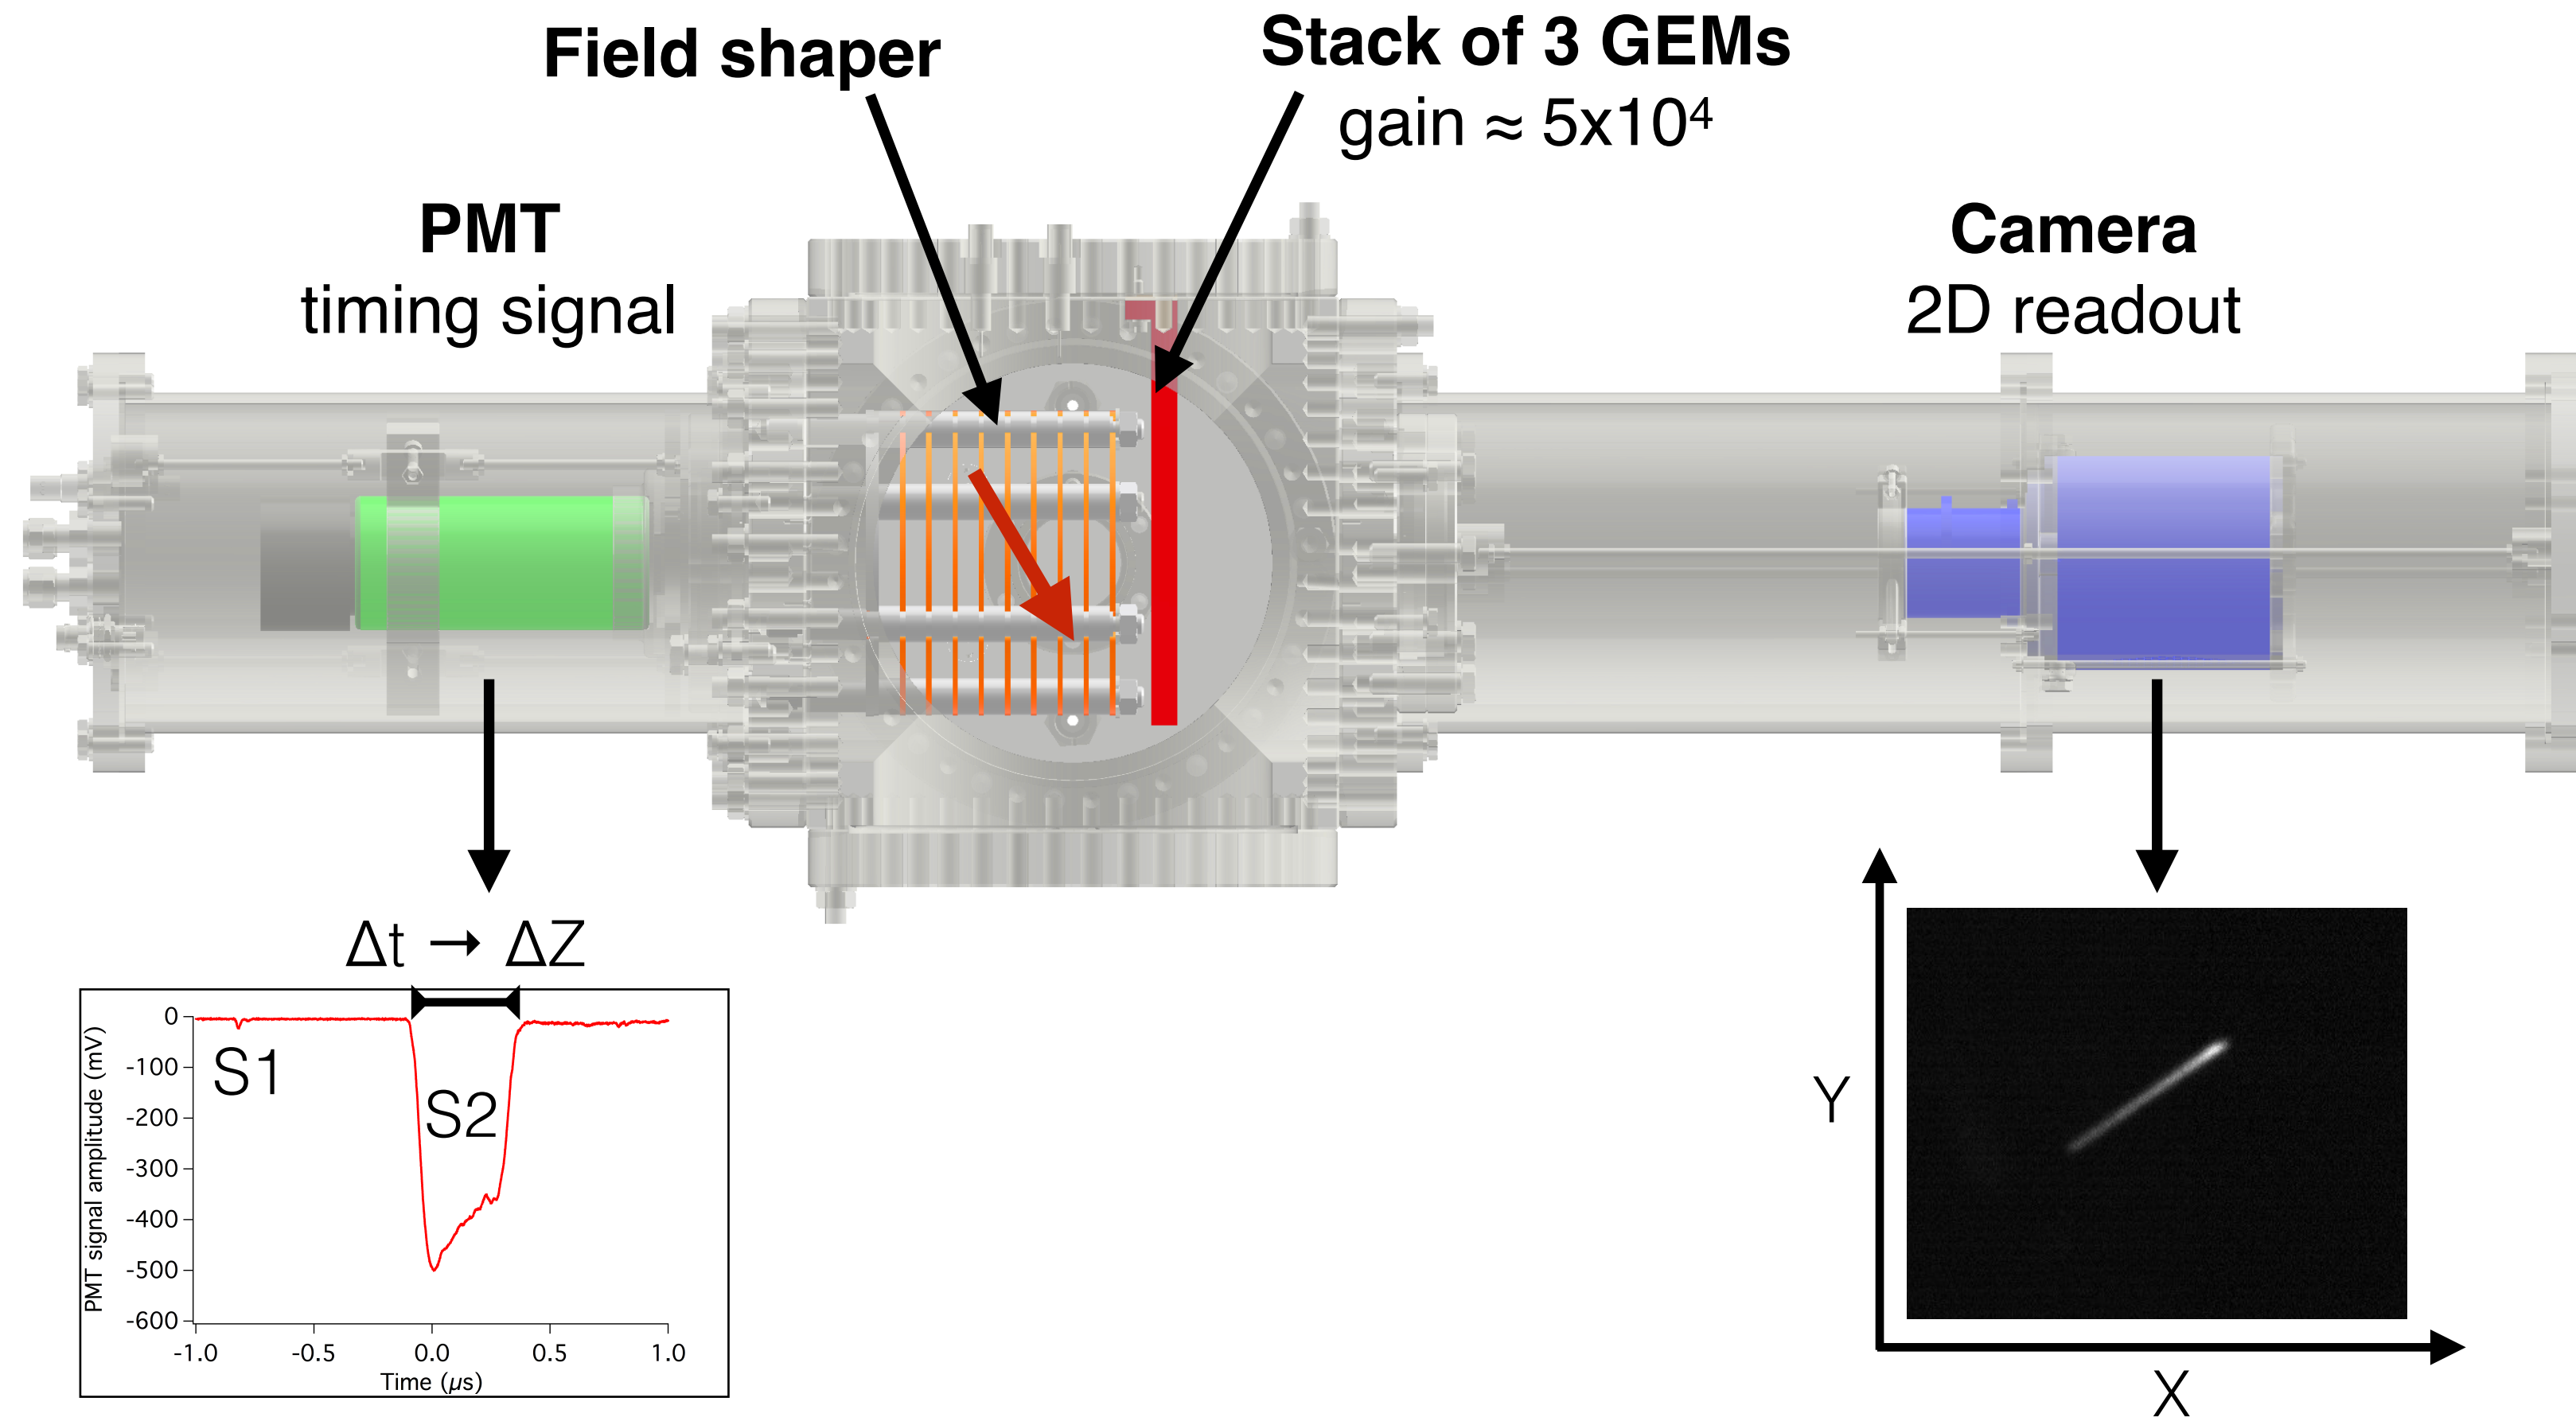 Field shaper
Stack of 3 GEMs
gain ≈ 5x10⁴
PMT
timing signal
Camera
2D readout
Δt → ΔZ
S1
S2
PMT signal amplitude (mV)
0
-100
-200
-300
-400
-500
-600
-1.0 -0.5 0.0 0.5 1.0
Time (μs)
Y
X